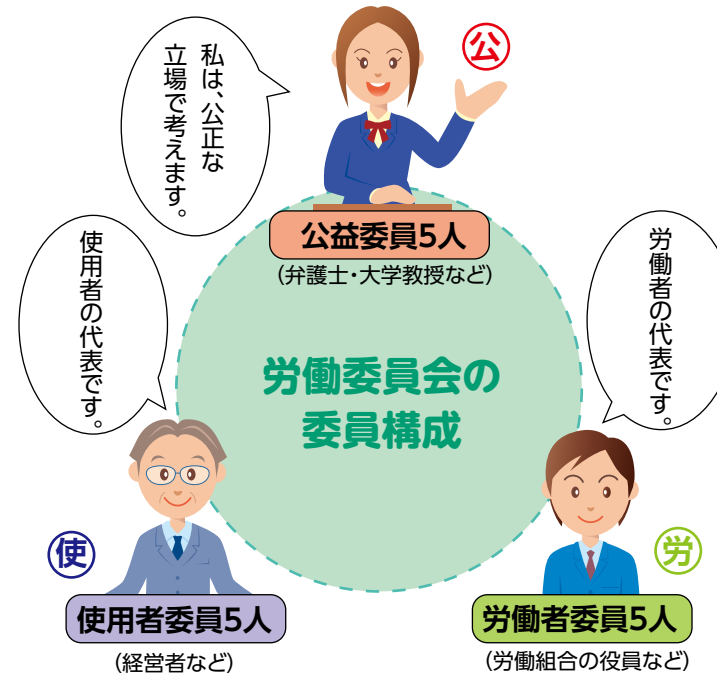 公
私は、公正な
立場で考えます。
公益委員5人
(弁護士・大学教授など)
使用者の代表です。
労働者の代表です。
労働委員会の
委員構成
使
使用者委員5人
(経営者など)
労
労働者委員5人
(労働組合の役員など)